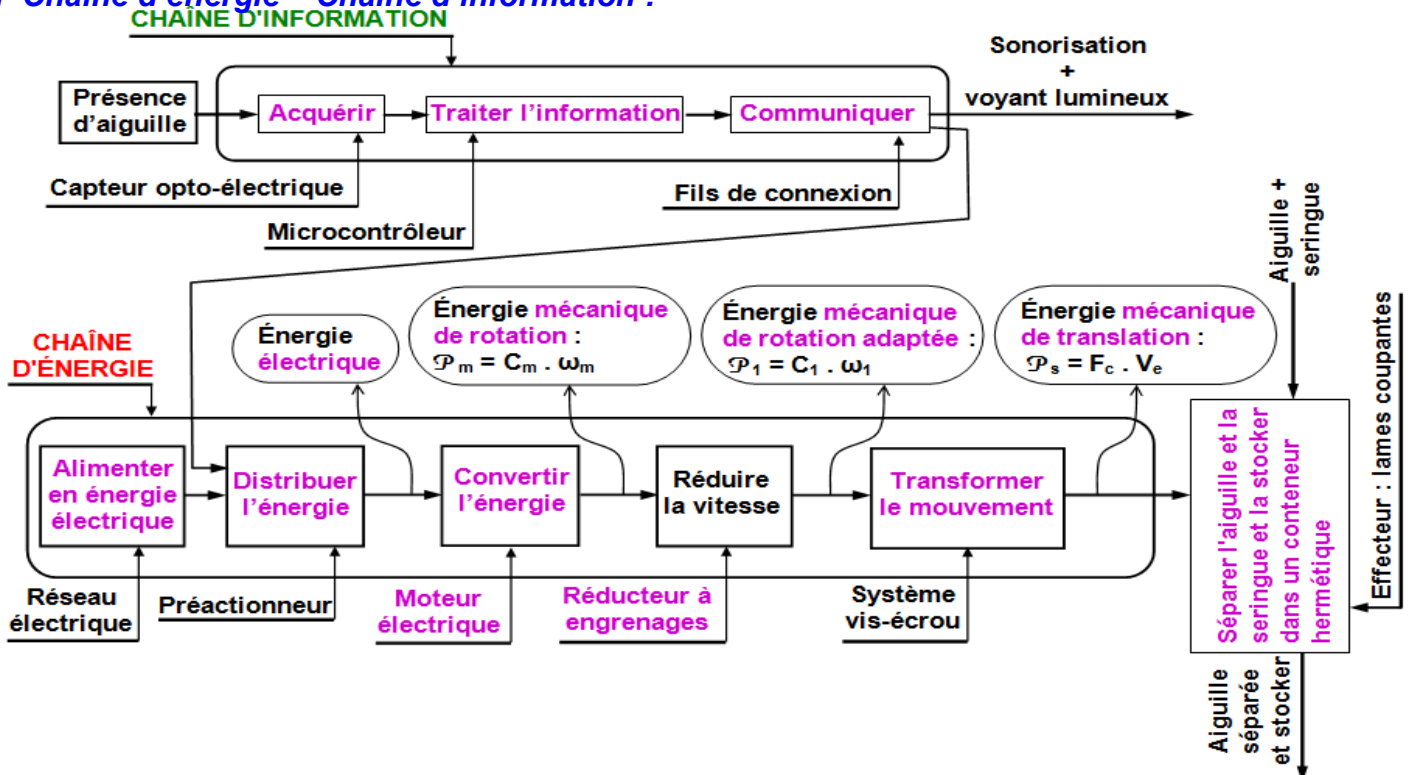 Chaîne d'énergie – Chaîne d'information :
CHAÎNE D'INFORMATION
Sonorisation
+
voyant lumineux
Présence
d'aiguille
Acquérir
Traiter l'information
Communiquer
Capteur opto-électrique
Microcontrôleur
Fils de connexion
Aiguille +
seringue
CHAÎNE
D'ÉNERGIE
Énergie
électrique
Énergie mécanique
de rotation :
𝒫m = Cm . ωm
Énergie mécanique
de rotation adaptée :
𝒫1 = C1 . ω1
Énergie mécanique
de translation :
𝒫s = Fc . Ve
Alimenter
en énergie
électrique
Distribuer
l'énergie
Convertir
l'énergie
Réduire
la vitesse
Transformer
le mouvement
Séparer l'aiguille et la
seringue et la stocker
dans un conteneur
hermétique
Effecteur : lames coupantes
Réseau
électrique
Préactionneur
Moteur
électrique
Réducteur à
engrenages
Système
vis-écrou
Aiguille
séparée
et stocker